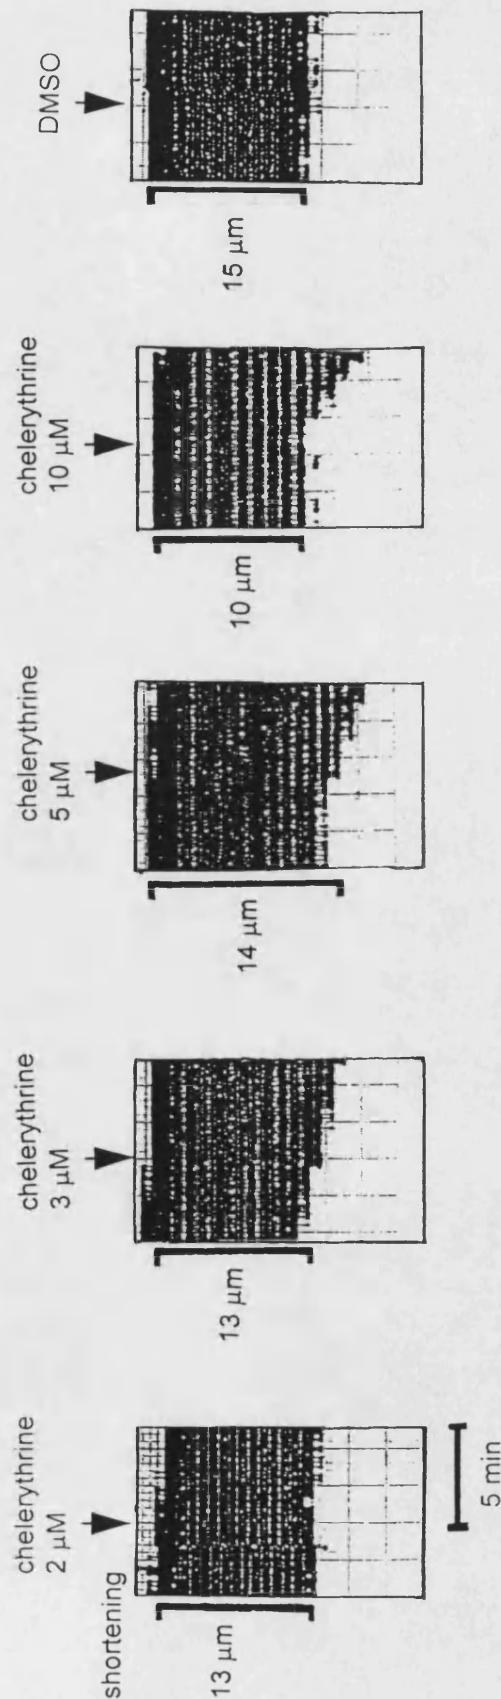 shortening
chelerythrine
2 μM
13 μm
5 min
chelerythrine
3 μM
13 μm
chelerythrine
5 μM
14 μm
chelerythrine
10 μM
10 μm
DMSO
15 μm